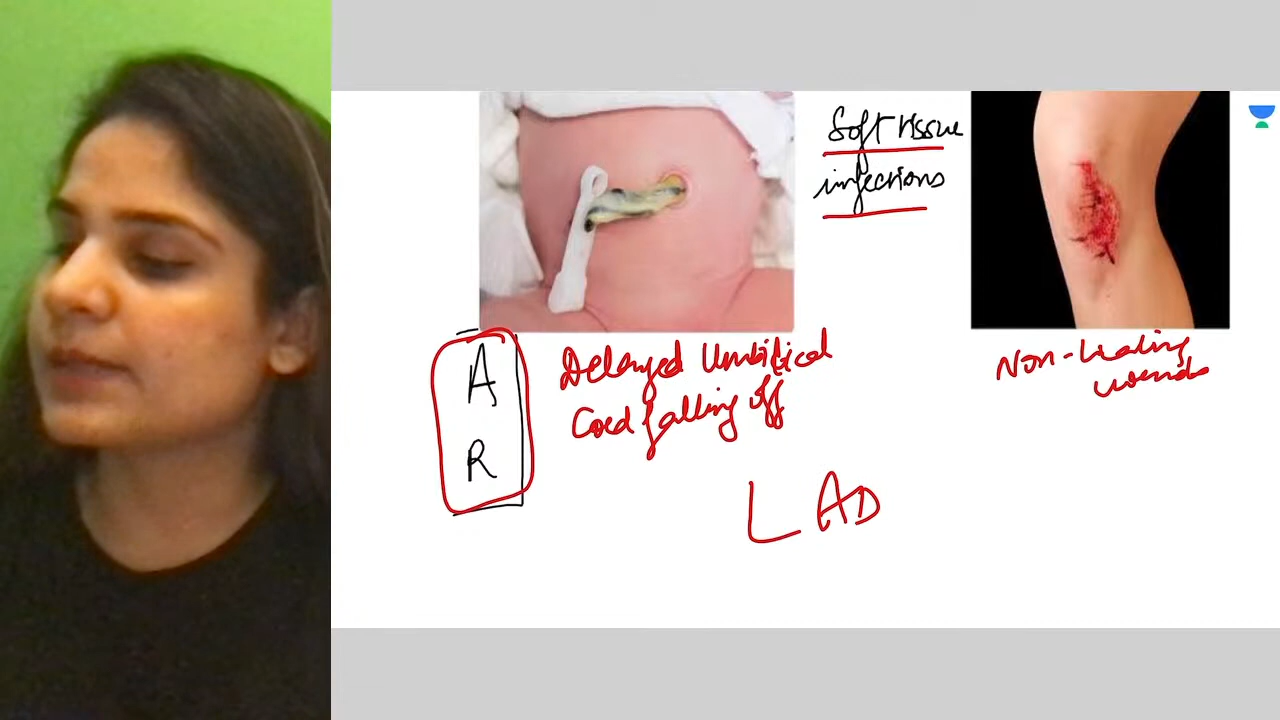 Soft tissue
infections
A
R
Delayed Umbilical
Cord falling off
Non-healing
wounds
LAD